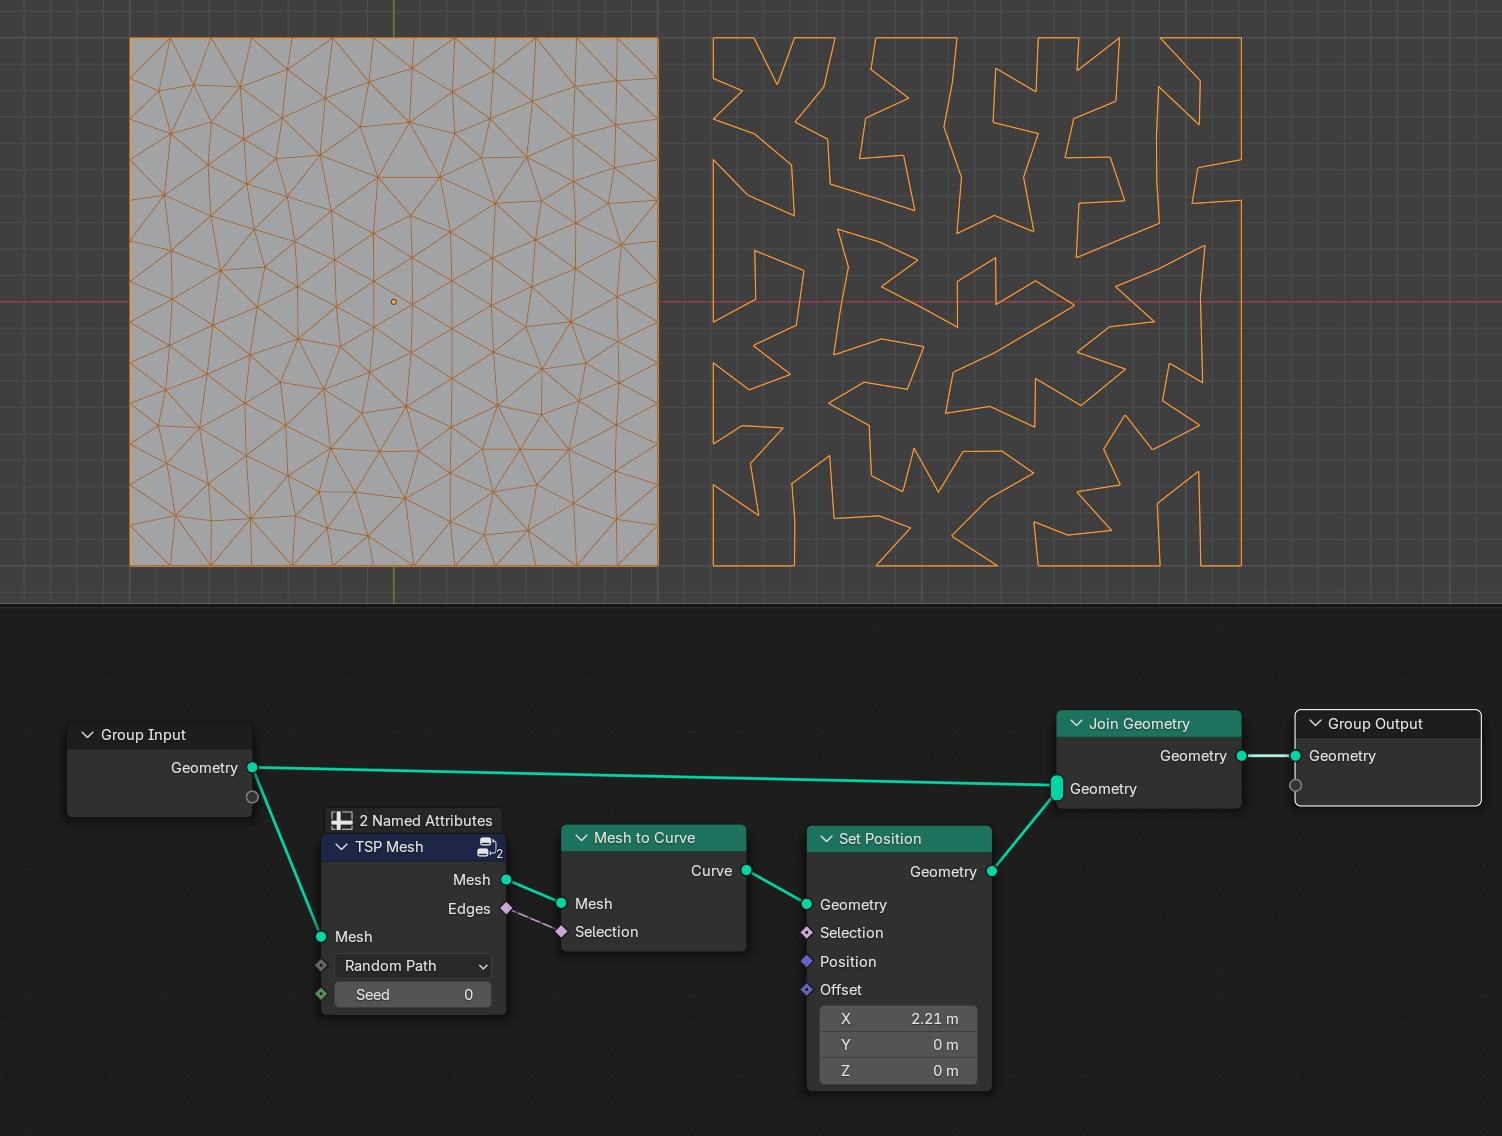 Group Input
Geometry
2 Named Attributes
TSP Mesh
2
Mesh
Edges
Mesh
Random Path
Seed 0
Mesh to Curve
Curve
Mesh
Selection
Set Position
Geometry
Geometry
Selection
Position
Offset
X 2.21 m
Y 0 m
Z 0 m
Join Geometry
Geometry
Geometry
Group Output
Geometry